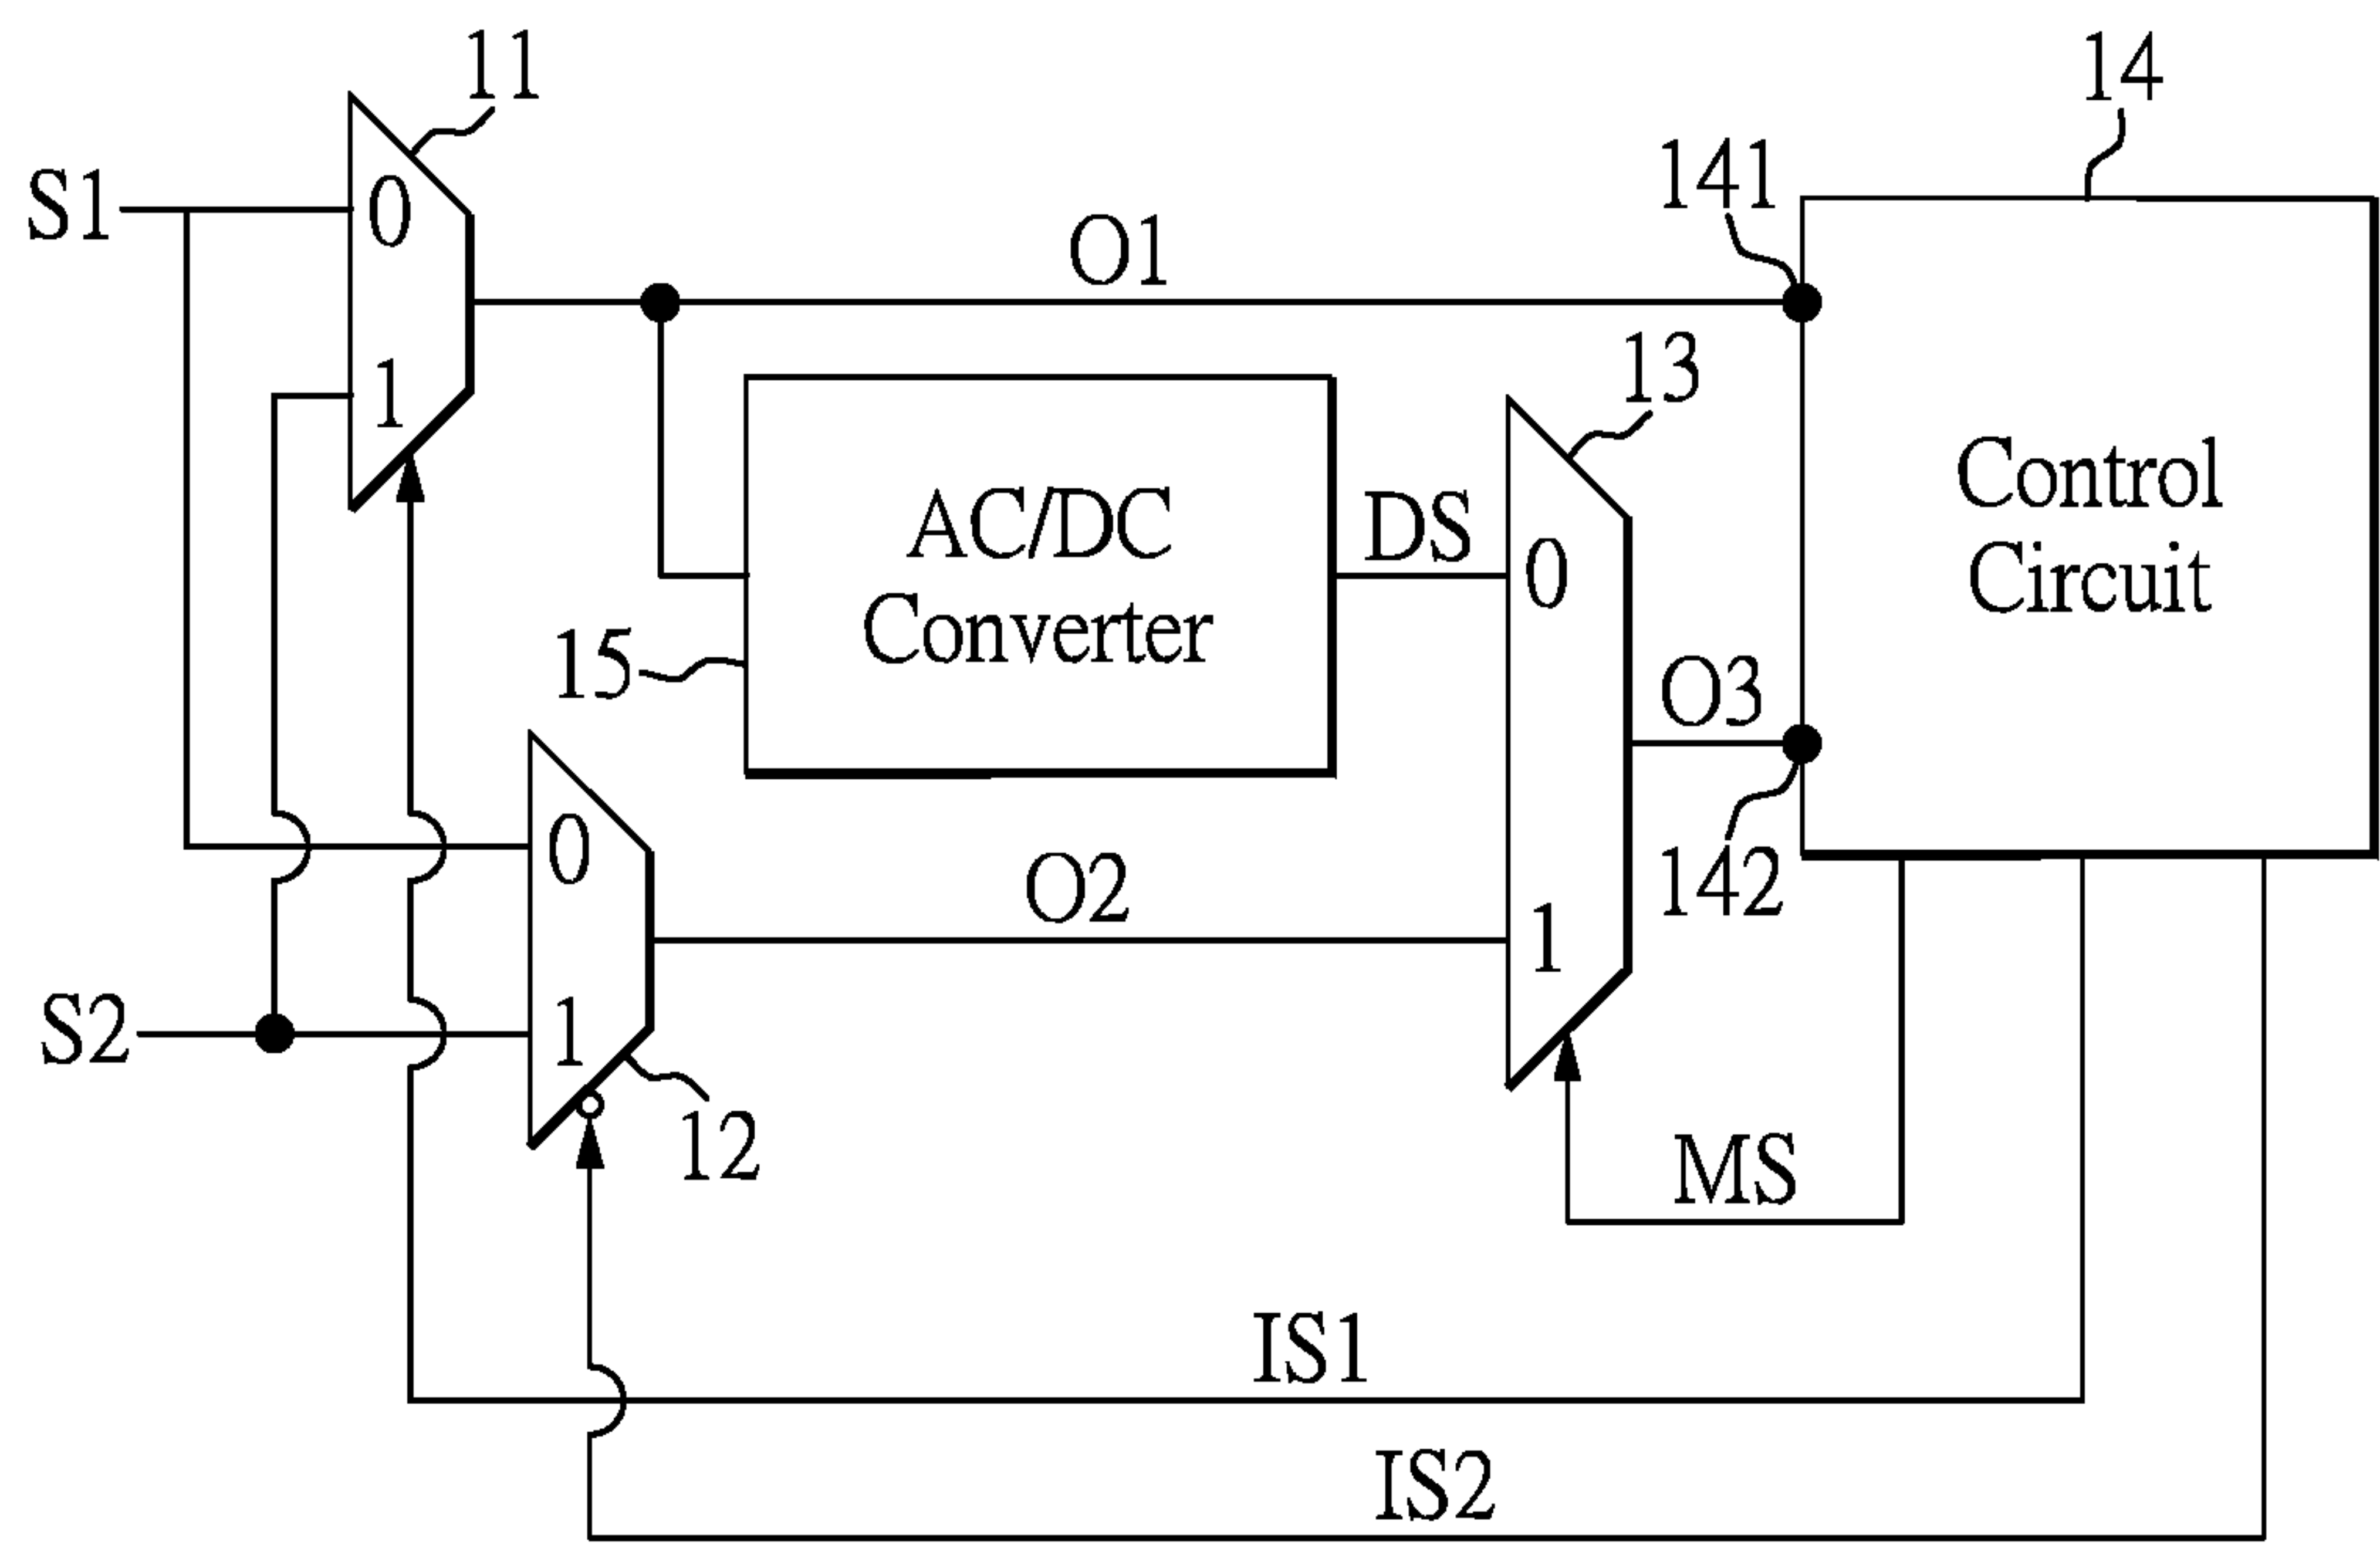 11
14
S1
0
141
O1
1
13
AC/DC
Converter
DS
0
Control
Circuit
15
O3
0
O2
142
1
S2
1
12
MS
IS1
IS2